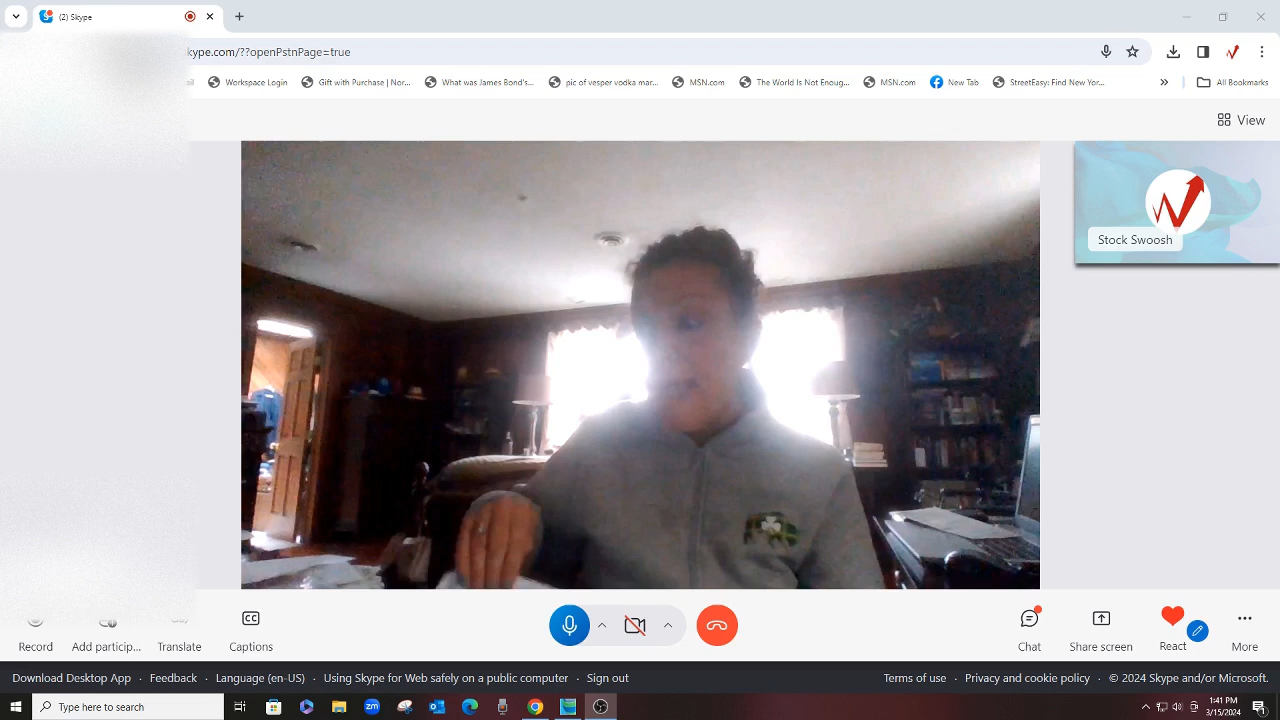 (2) Skype
kype.com/??openPstnPage=true
ail Workspace Login Gift with Purchase | Nor... What was James Bond's... pic of vesper vodka mar... MSN.com The World Is Not Enoug... MSN.com New Tab StreetEasy: Find New Yor... » All Bookmarks
View
Stock Swoosh
CC
Record Add particip... Translate Captions Chat Share screen React More
Download Desktop App · Feedback · Language (en-US) · Using Skype for Web safely on a public computer · Sign out Terms of use · Privacy and cookie policy · © 2024 Skype and/or Microsoft.
Type here to search zm 1:41 PM
3/15/2024